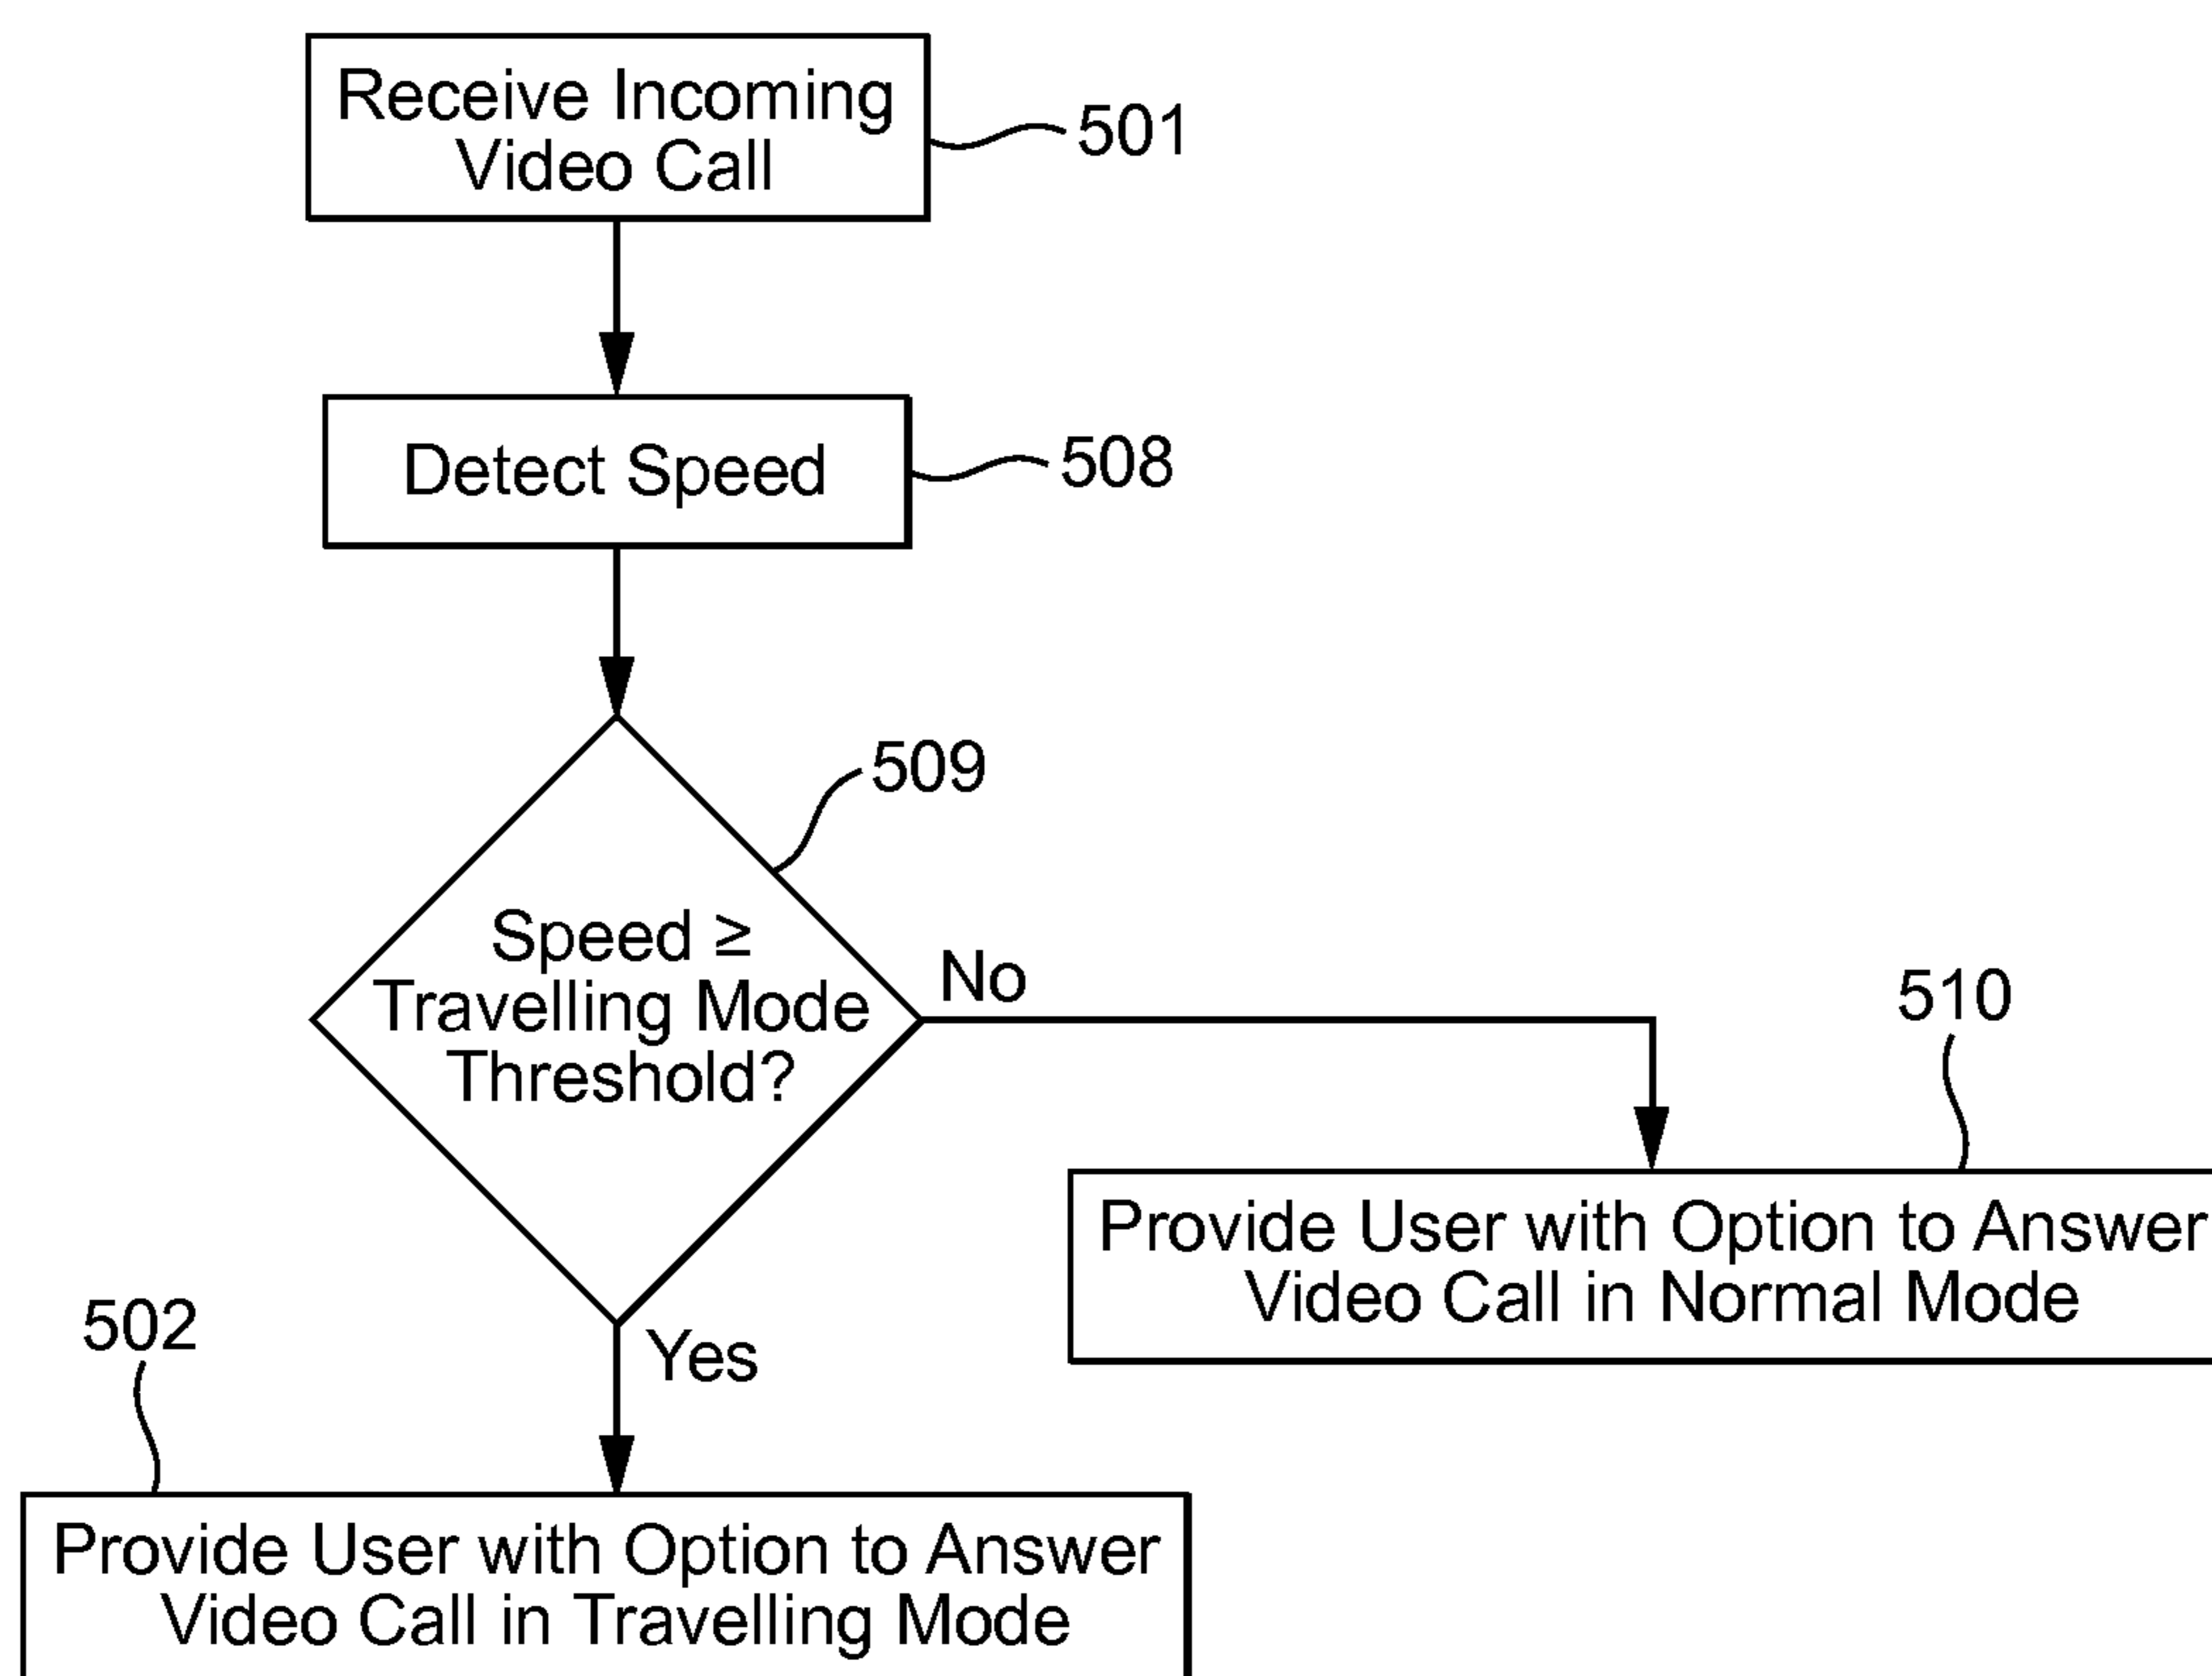 Receive Incoming
Video Call
501
Detect Speed
508
509
Speed ≥
Travelling Mode
Threshold?
No
510
Provide User with Option to Answer
Video Call in Normal Mode
Yes
502
Provide User with Option to Answer
Video Call in Travelling Mode